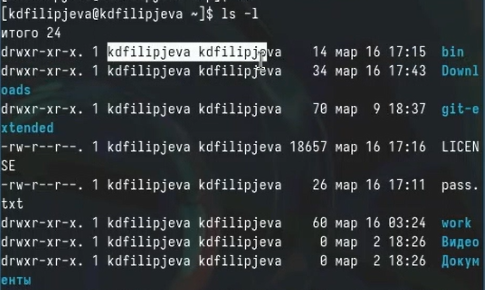 [kdfilipjeva@kdfilipjeva ~]$ ls -l
итого 24
drwxr-xr-x. 1 kdfilipjeva kdfilipjeva    14 мар 16 17:15  bin
drwxr-xr-x. 1 kdfilipjeva kdfilipjeva    34 мар 16 17:43  Downl
oads
drwxr-xr-x. 1 kdfilipjeva kdfilipjeva    70 мар  9 18:37  git-e
xtended
-rw-r--r--. 1 kdfilipjeva kdfilipjeva 18657 мар 16 17:16  LICEN
SE
-rw-r--r--. 1 kdfilipjeva kdfilipjeva    26 мар 16 17:11  pass.
txt
drwxr-xr-x. 1 kdfilipjeva kdfilipjeva    60 мар 16 03:24  work
drwxr-xr-x. 1 kdfilipjeva kdfilipjeva     0 мар  2 18:26  Видео
drwxr-xr-x. 1 kdfilipjeva kdfilipjeva     0 мар  2 18:26  Докум
енты